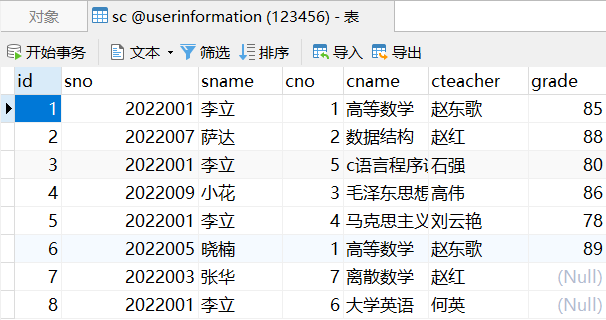 对象 sc @userinformation (123456) - 表
开始事务 文本 筛选 排序 导入 导出
id sno sname cno cname cteacher grade
1 2022001 李立 1 高等数学 赵东歌 85
2 2022007 萨达 2 数据结构 赵红 88
3 2022001 李立 5 c语言程序设 石强 80
4 2022009 小花 3 毛泽东思想 高伟 86
5 2022001 李立 4 马克思主义 刘云艳 78
6 2022005 晓楠 1 高等数学 赵东歌 89
7 2022003 张华 7 离散数学 赵红 (Null)
8 2022001 李立 6 大学英语 何英 (Null)